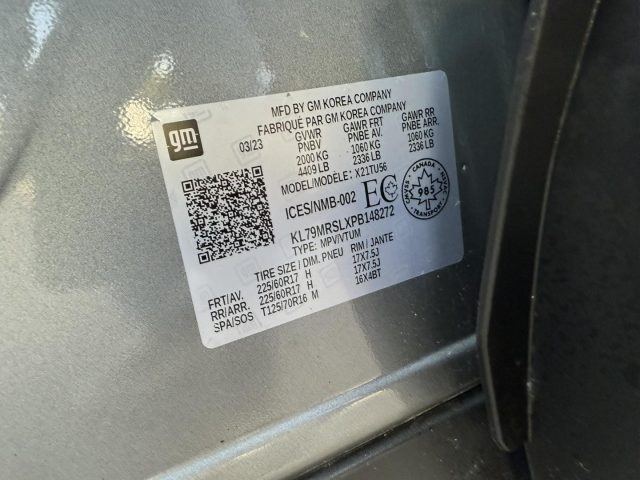 gm
MFD BY GM KOREA COMPANY
FABRIQUÉ PAR GM KOREA COMPANY
03/23 GVWR GAWR FRT GAWR RR
PNBV PNBE AV. PNBE ARR.
2000 KG 1060 KG 1060 KG
4409 LB 2336 LB 2336 LB
MODEL/MODÈLE: X21TU56
ICES/NMB-002 EC
CANADA
985
TRANSPORT
KL79MRSLXPB148272
TYPE: MPV/VTUM
TIRE SIZE / DIM. PNEU RIM / JANTE
FRT/AV. 225/60R17 H 17X7.5J
RR/ARR. 225/60R17 H 17X7.5J
SPA/SOS T125/70R16 M 16X4BT